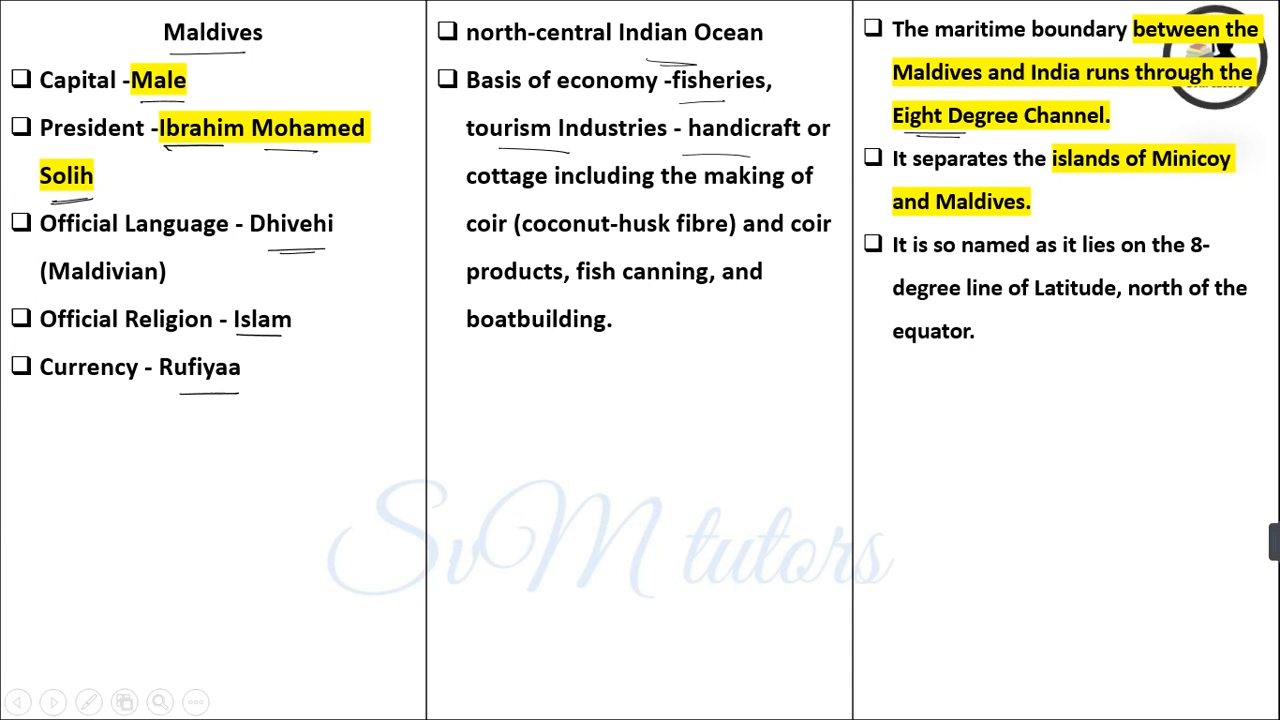 Maldives
Capital -Male
President -Ibrahim Mohamed
Solih
Official Language - Dhivehi
(Maldivian)
Official Religion - Islam
Currency - Rufiyaa
north-central Indian Ocean
Basis of economy -fisheries,
tourism Industries - handicraft or
cottage including the making of
coir (coconut-husk fibre) and coir
products, fish canning, and
boatbuilding.
The maritime boundary between the
Maldives and India runs through the
Eight Degree Channel.
It separates the islands of Minicoy
and Maldives.
It is so named as it lies on the 8-
degree line of Latitude, north of the
equator.
SvM tutors